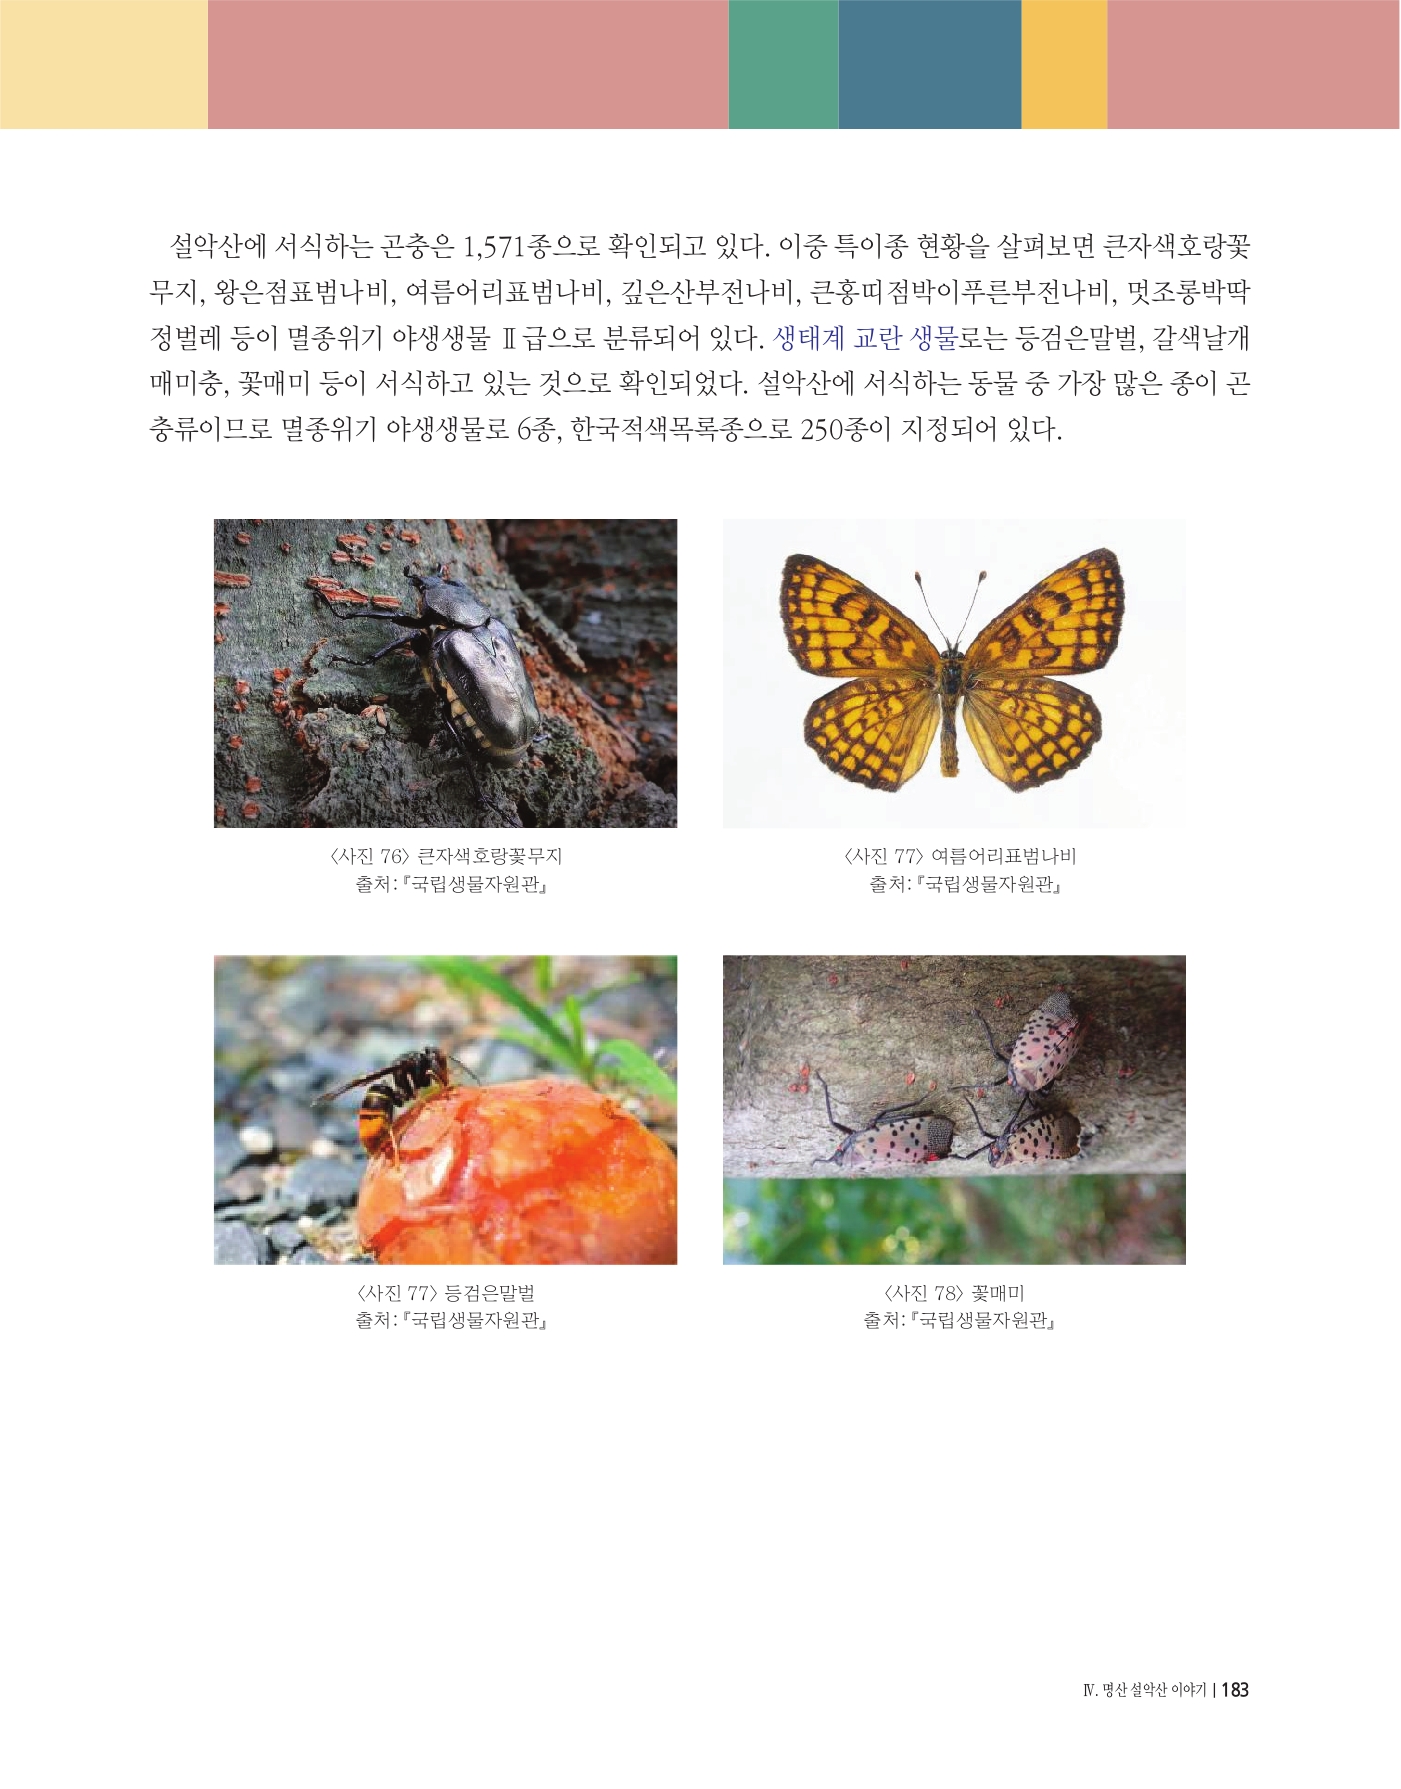 설악산에 서식하는 곤충은 1,571종으로 확인되고 있다. 이중 특이종 현황을 살펴보면 큰자색호랑꽃
무지, 왕은점표범나비, 여름어리표범나비, 깊은산부전나비, 큰홍띠점박이푸른부전나비, 멋조롱박딱
정벌레 등이 멸종위기 야생생물 Ⅱ급으로 분류되어 있다. 생태계 교란 생물로는 등검은말벌, 갈색날개
매미충, 꽃매미 등이 서식하고 있는 것으로 확인되었다. 설악산에 서식하는 동물 중 가장 많은 종이 곤
충류이므로 멸종위기 야생생물로 6종, 한국적색목록종으로 250종이 지정되어 있다.
〈사진 76〉 큰자색호랑꽃무지
출처:『국립생물자원관』
〈사진 77〉 여름어리표범나비
출처:『국립생물자원관』
〈사진 77〉 등검은말벌
출처:『국립생물자원관』
〈사진 78〉 꽃매미
출처:『국립생물자원관』
Ⅳ. 명산 설악산 이야기 | 183